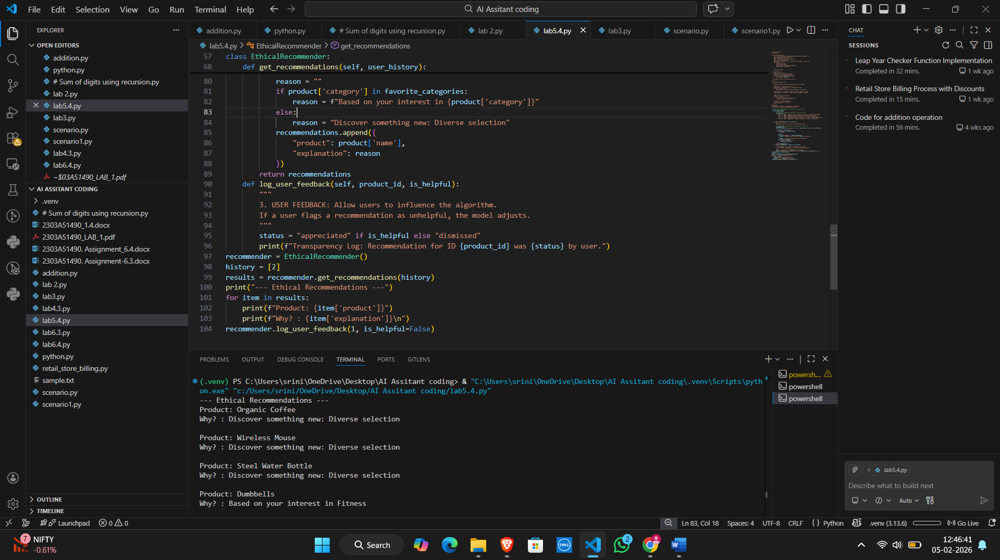 File Edit Selection View Go Run Terminal Help
AI Assitant coding
EXPLORER
OPEN EDITORS
addition.py
python.py
# Sum of digits using recursion.py
lab 2.py
lab5.4.py
lab3.py
scenario.py
scenario1.py
lab4.3.py
lab6.4.py
~$03A51490_LAB_1.pdf
AI ASSITANT CODING
.venv
# Sum of digits using recursion.py
2303A51490_1.4.docx
2303A51490_LAB_1.pdf
2303A51490. Assignment_6.4.docx
2303A51490. Assignment-6.3.docx
addition.py
lab 2.py
lab3.py
lab4.3.py
lab5.4.py
lab6.3.py
lab6.4.py
python.py
retail_store_billing.py
sample.txt
scenario.py
scenario1.py
OUTLINE
TIMELINE
addition.py python.py # Sum of digits using recursion.py lab 2.py lab5.4.py lab3.py scenario.py scenario1.py
lab5.4.py > EthicalRecommender > get_recommendations
57 class EthicalRecommender:
68 def get_recommendations(self, user_history):
80 reason = ""
81 if product['category'] in favorite_categories:
82 reason = f"Based on your interest in {product['category']}"
83 else:
84 reason = "Discover something new: Diverse selection"
85 recommendations.append({
86 "product": product['name'],
87 "explanation": reason
88 })
89 return recommendations
90 def log_user_feedback(self, product_id, is_helpful):
91 """
92 3. USER FEEDBACK: Allow users to influence the algorithm.
93 If a user flags a recommendation as unhelpful, the model adjusts.
94 """
95 status = "appreciated" if is_helpful else "dismissed"
96 print(f"Transparency Log: Recommendation for ID {product_id} was {status} by user.")
97 recommender = EthicalRecommender()
98 history = [2]
99 results = recommender.get_recommendations(history)
100 print("--- Ethical Recommendations ---")
101 for item in results:
102 print(f"Product: {item['product']}")
103 print(f"Why? : {item['explanation']}\n")
104 recommender.log_user_feedback(1, is_helpful=False)
PROBLEMS OUTPUT DEBUG CONSOLE TERMINAL PORTS GITLENS
(.venv) PS C:\Users\srini\OneDrive\Desktop\AI Assitant coding> & "C:\Users\srini\OneDrive\Desktop\AI Assitant coding\.venv\Scripts\pyth
on.exe" "c:/Users/srini/OneDrive/Desktop/AI Assitant coding/lab5.4.py"
--- Ethical Recommendations ---
Product: Organic Coffee
Why? : Discover something new: Diverse selection
Product: Wireless Mouse
Why? : Discover something new: Diverse selection
Product: Steel Water Bottle
Why? : Discover something new: Diverse selection
Product: Dumbbells
Why? : Based on your interest in Fitness
powersh...
powershell
powershell
CHAT
SESSIONS
Leap Year Checker Function Implementation
Completed in 32 mins. 1 wk ago
Retail Store Billing Process with Discounts
Completed in 15 mins. 1 wk ago
Code for addition operation
Completed in 56 mins. 4 wks ago
lab5.4.py
Describe what to build next
Auto
Launchpad 0 0
Ln 83, Col 18 Spaces: 4 UTF-8 CRLF { } Python .venv (3.13.6) Go Live
7 NIFTY
-0.61%
Search
DELL
2
12:46:41
05-02-2026